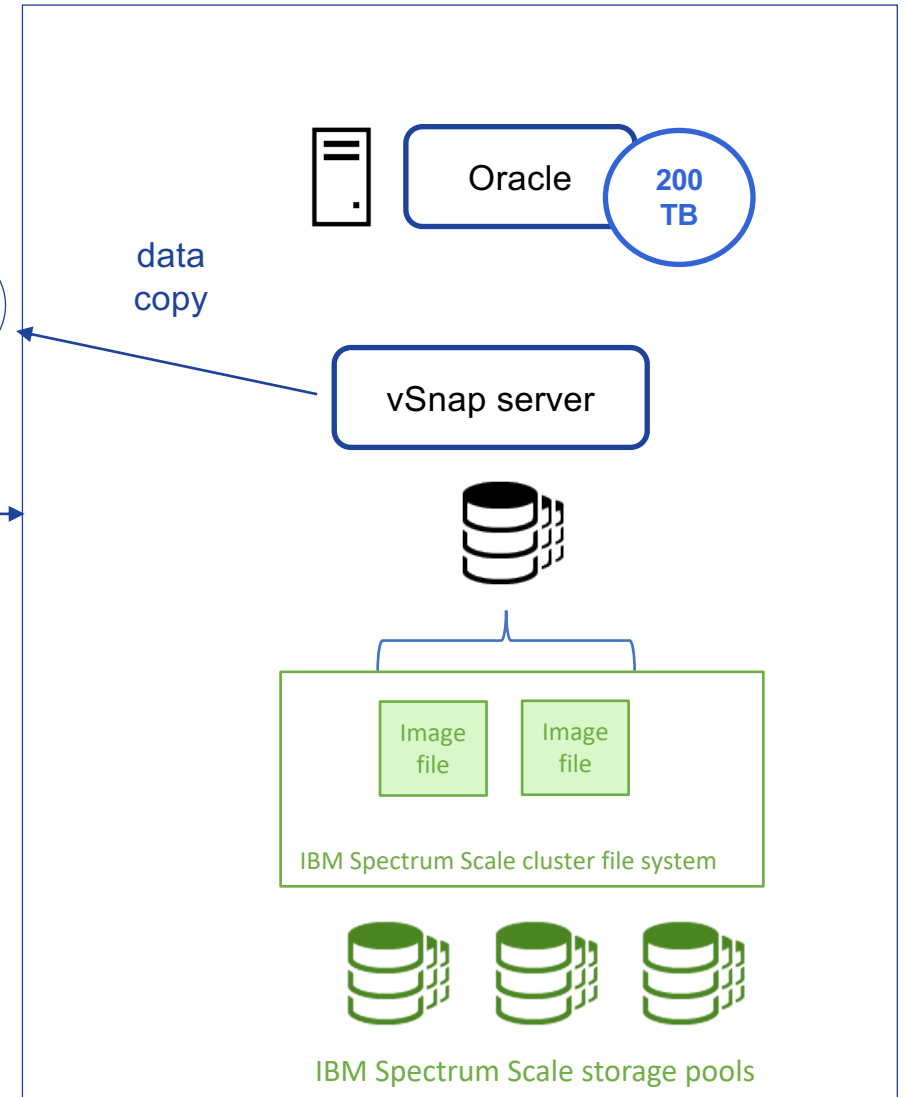 Oracle
200
TB
data
copy
vSnap server
Image
file
Image
file
IBM Spectrum Scale cluster file system
IBM Spectrum Scale storage pools